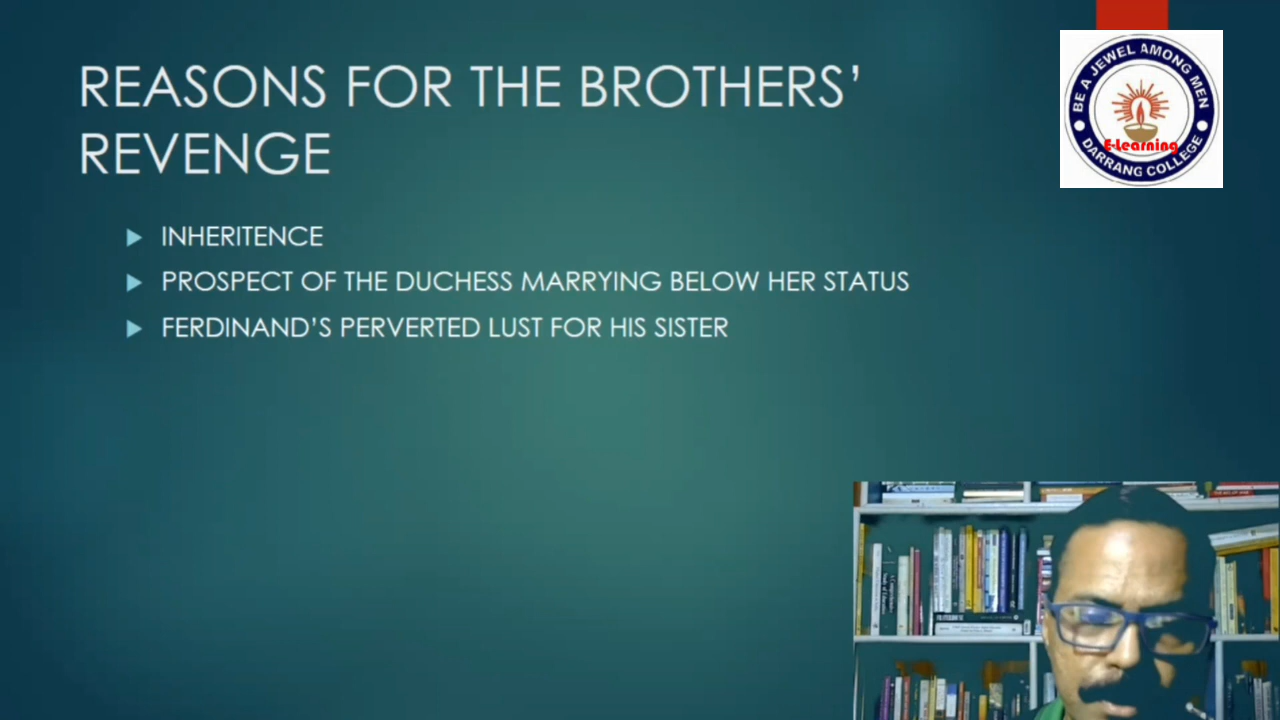 REASONS FOR THE BROTHERS’
REVENGE
INHERITENCE
PROSPECT OF THE DUCHESS MARRYING BELOW HER STATUS
FERDINAND’S PERVERTED LUST FOR HIS SISTER
BE A JEWEL AMONG MEN
E-Learning
DARRANG COLLEGE